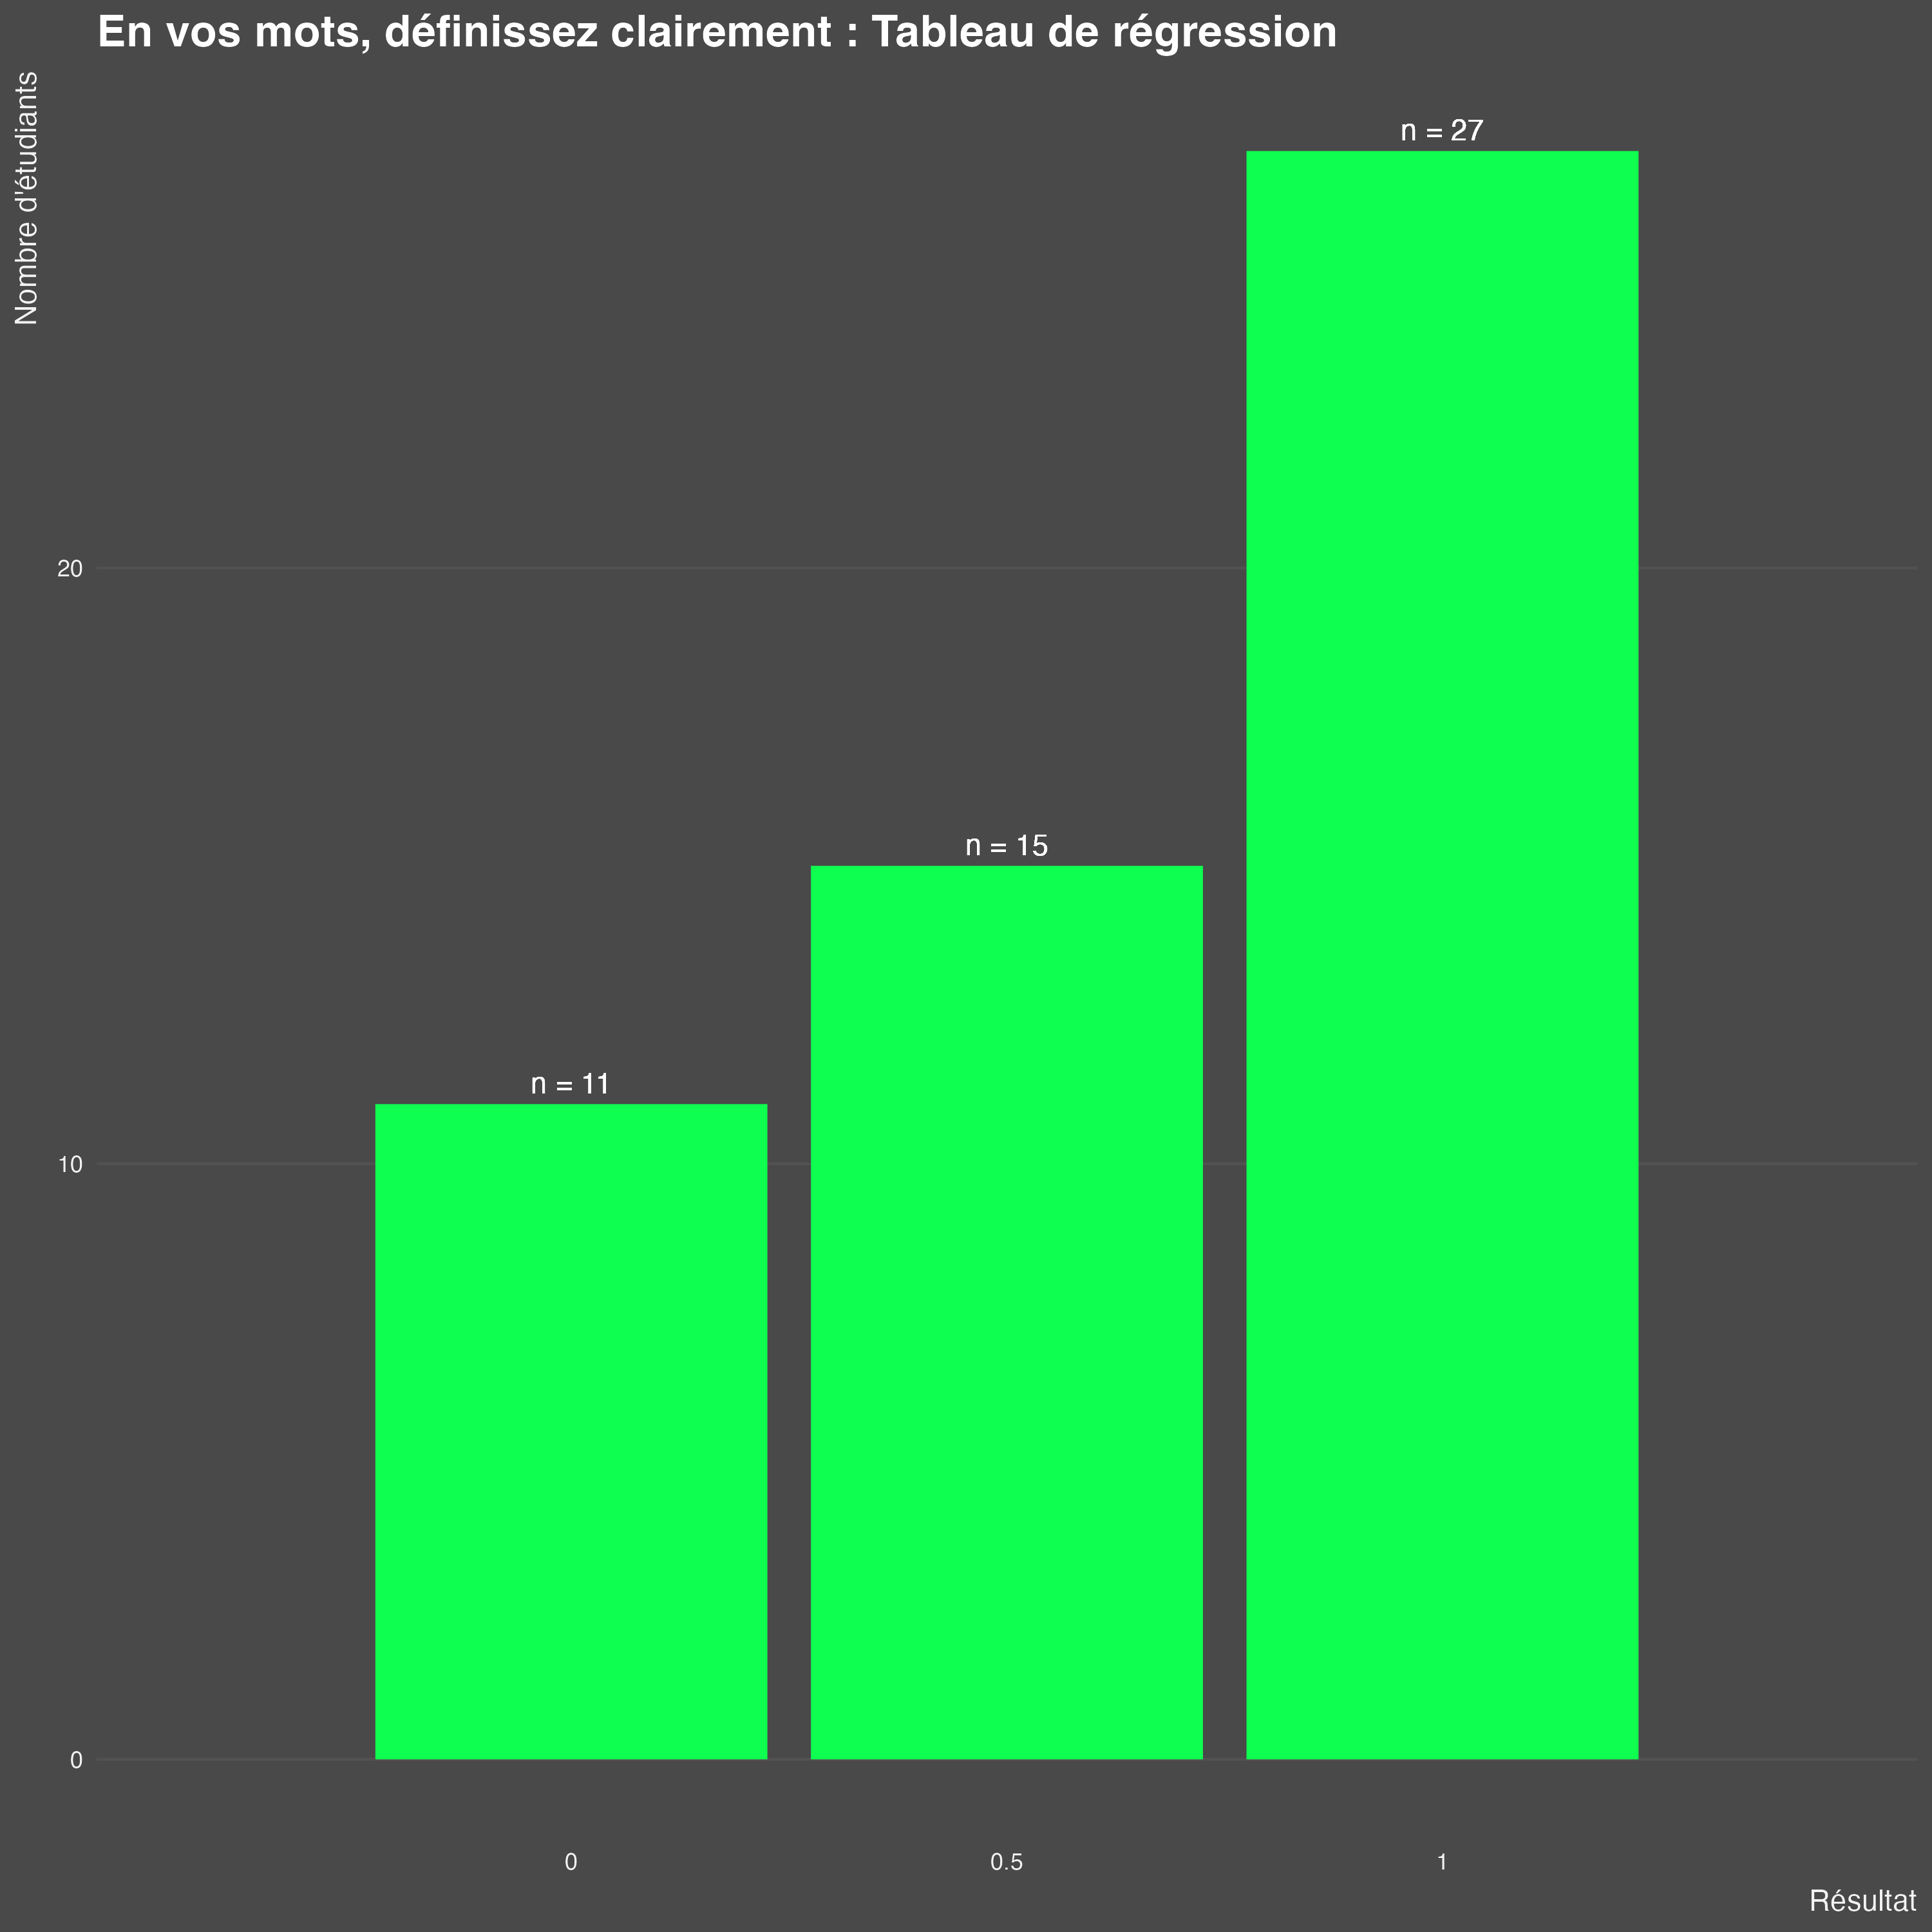 En vos mots, définissez clairement : Tableau de régression
Nombre d'étudiants
n = 27
20
n = 15
n = 11
10
0
0
0.5
1
Résultat